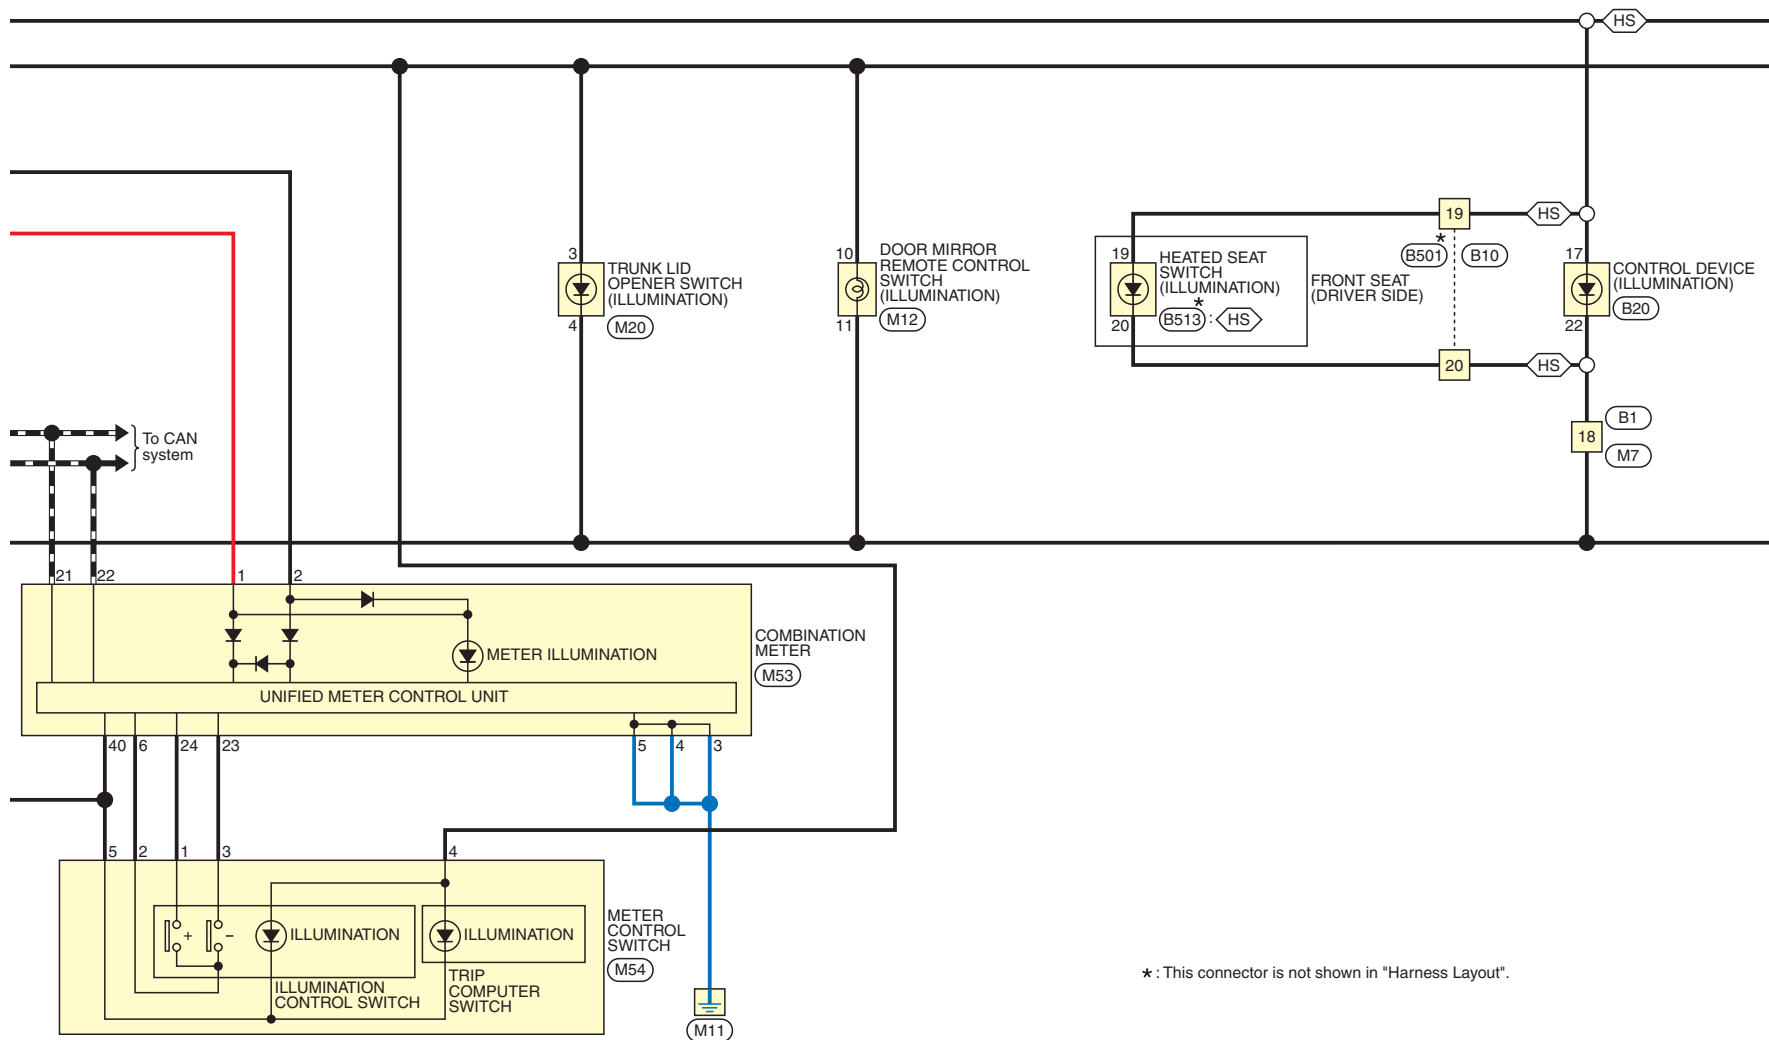 HS
3
TRUNK LID
OPENER SWITCH
(ILLUMINATION)
4
M20
10
DOOR MIRROR
REMOTE CONTROL
SWITCH
(ILLUMINATION)
11
M12
19
HEATED SEAT
SWITCH
(ILLUMINATION)
*
20
B513 : HS
FRONT SEAT
(DRIVER SIDE)
19
HS
*
B501
B10
20
HS
17
CONTROL DEVICE
(ILLUMINATION)
B20
22
B1
18
M7
To CAN
system
21
22
1
2
METER ILLUMINATION
COMBINATION
METER
M53
UNIFIED METER CONTROL UNIT
40
6
24
23
5
4
3
5
2
1
3
4
+
−
ILLUMINATION
ILLUMINATION
ILLUMINATION
CONTROL SWITCH
TRIP
COMPUTER
SWITCH
METER
CONTROL
SWITCH
M54
M11
* : This connector is not shown in "Harness Layout".